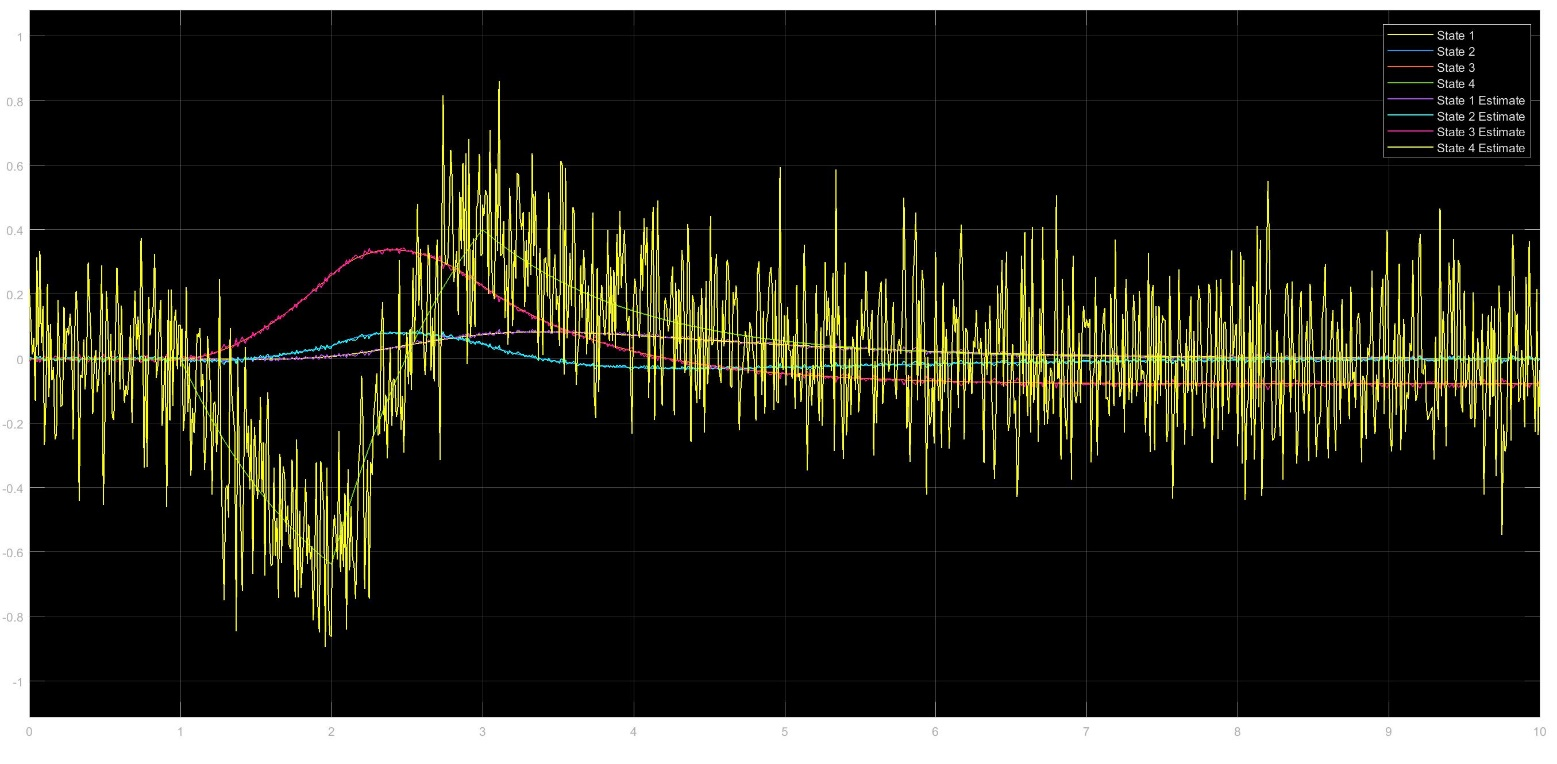 1
0.8
0.6
0.4
0.2
0
-0.2
-0.4
-0.6
-0.8
-1
0 1 2 3 4 5 6 7 8 9 10
State 1
State 2
State 3
State 4
State 1 Estimate
State 2 Estimate
State 3 Estimate
State 4 Estimate